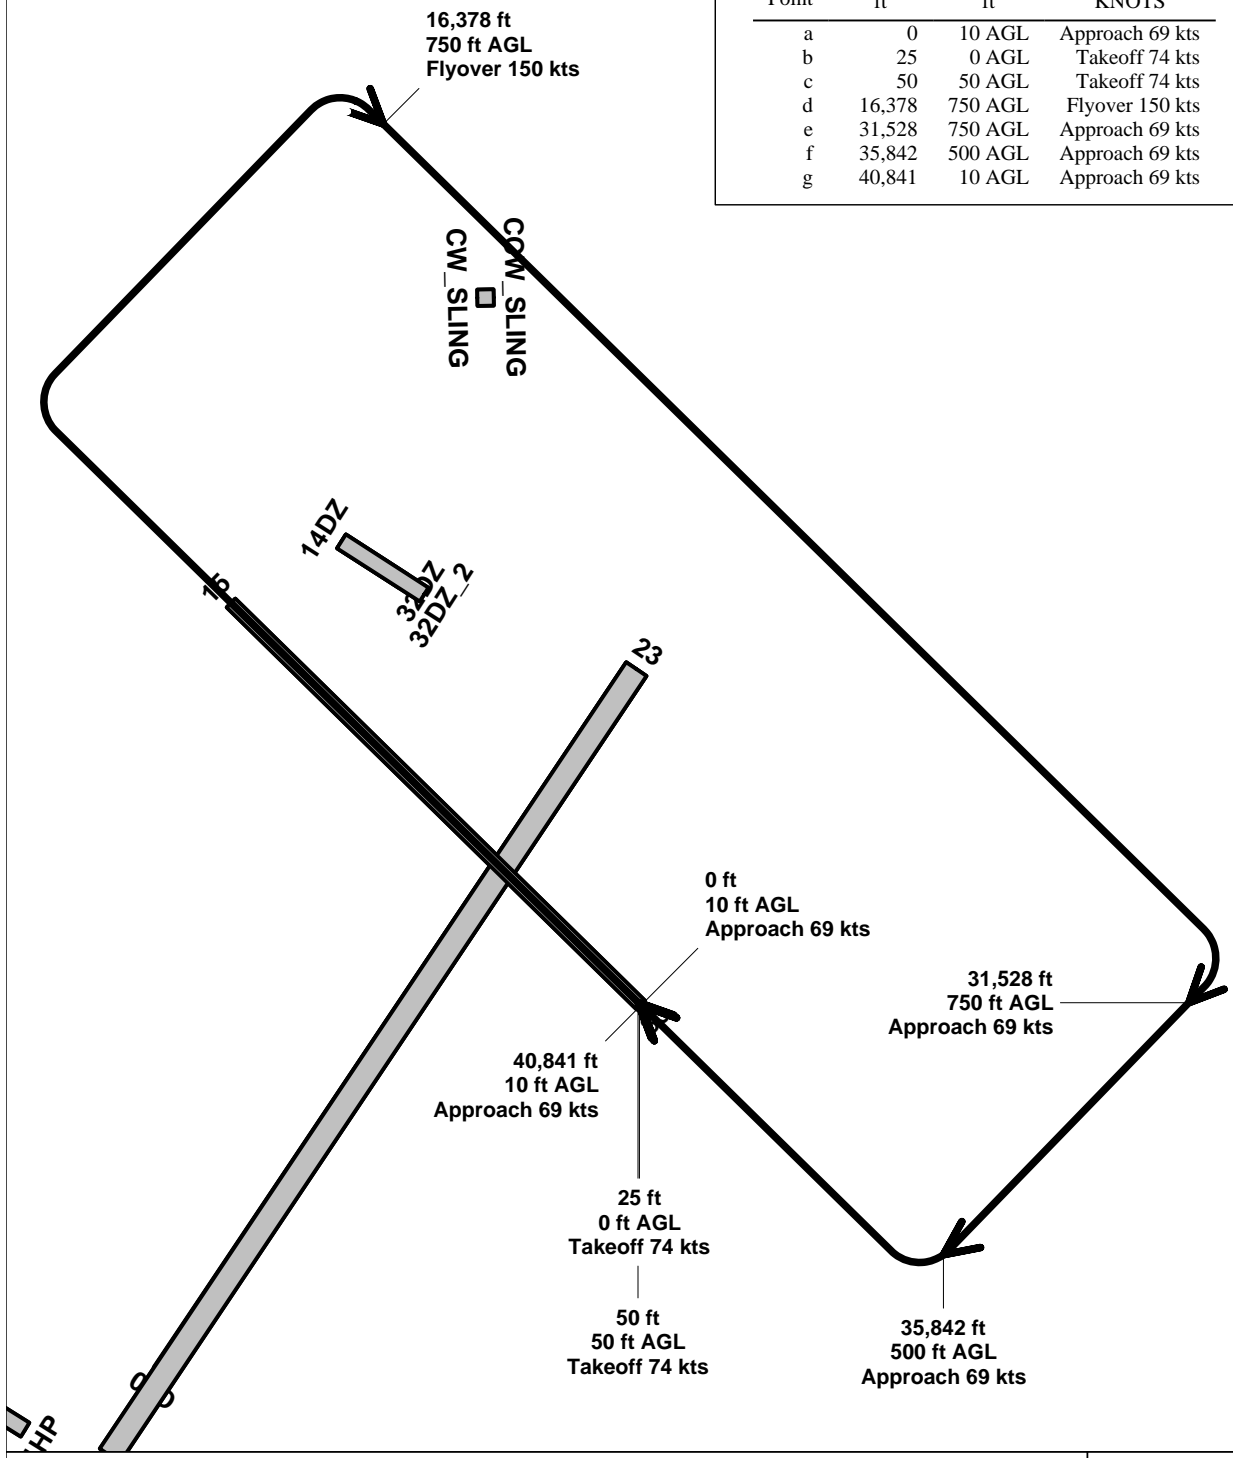 16,378 ft
750 ft AGL
Flyover 150 kts
Point ft ft KNOTS
a 0 10 AGL Approach 69 kts
b 25 0 AGL Takeoff 74 kts
c 50 50 AGL Takeoff 74 kts
d 16,378 750 AGL Flyover 150 kts
e 31,528 750 AGL Approach 69 kts
f 35,842 500 AGL Approach 69 kts
g 40,841 10 AGL Approach 69 kts
CCW_SLING
CW_SLING
14DZ
32DZ
32DZ_2
15
23
0 ft
10 ft AGL
Approach 69 kts
31,528 ft
750 ft AGL
Approach 69 kts
40,841 ft
10 ft AGL
Approach 69 kts
25 ft
0 ft AGL
Takeoff 74 kts
50 ft
50 ft AGL
Takeoff 74 kts
35,842 ft
500 ft AGL
Approach 69 kts